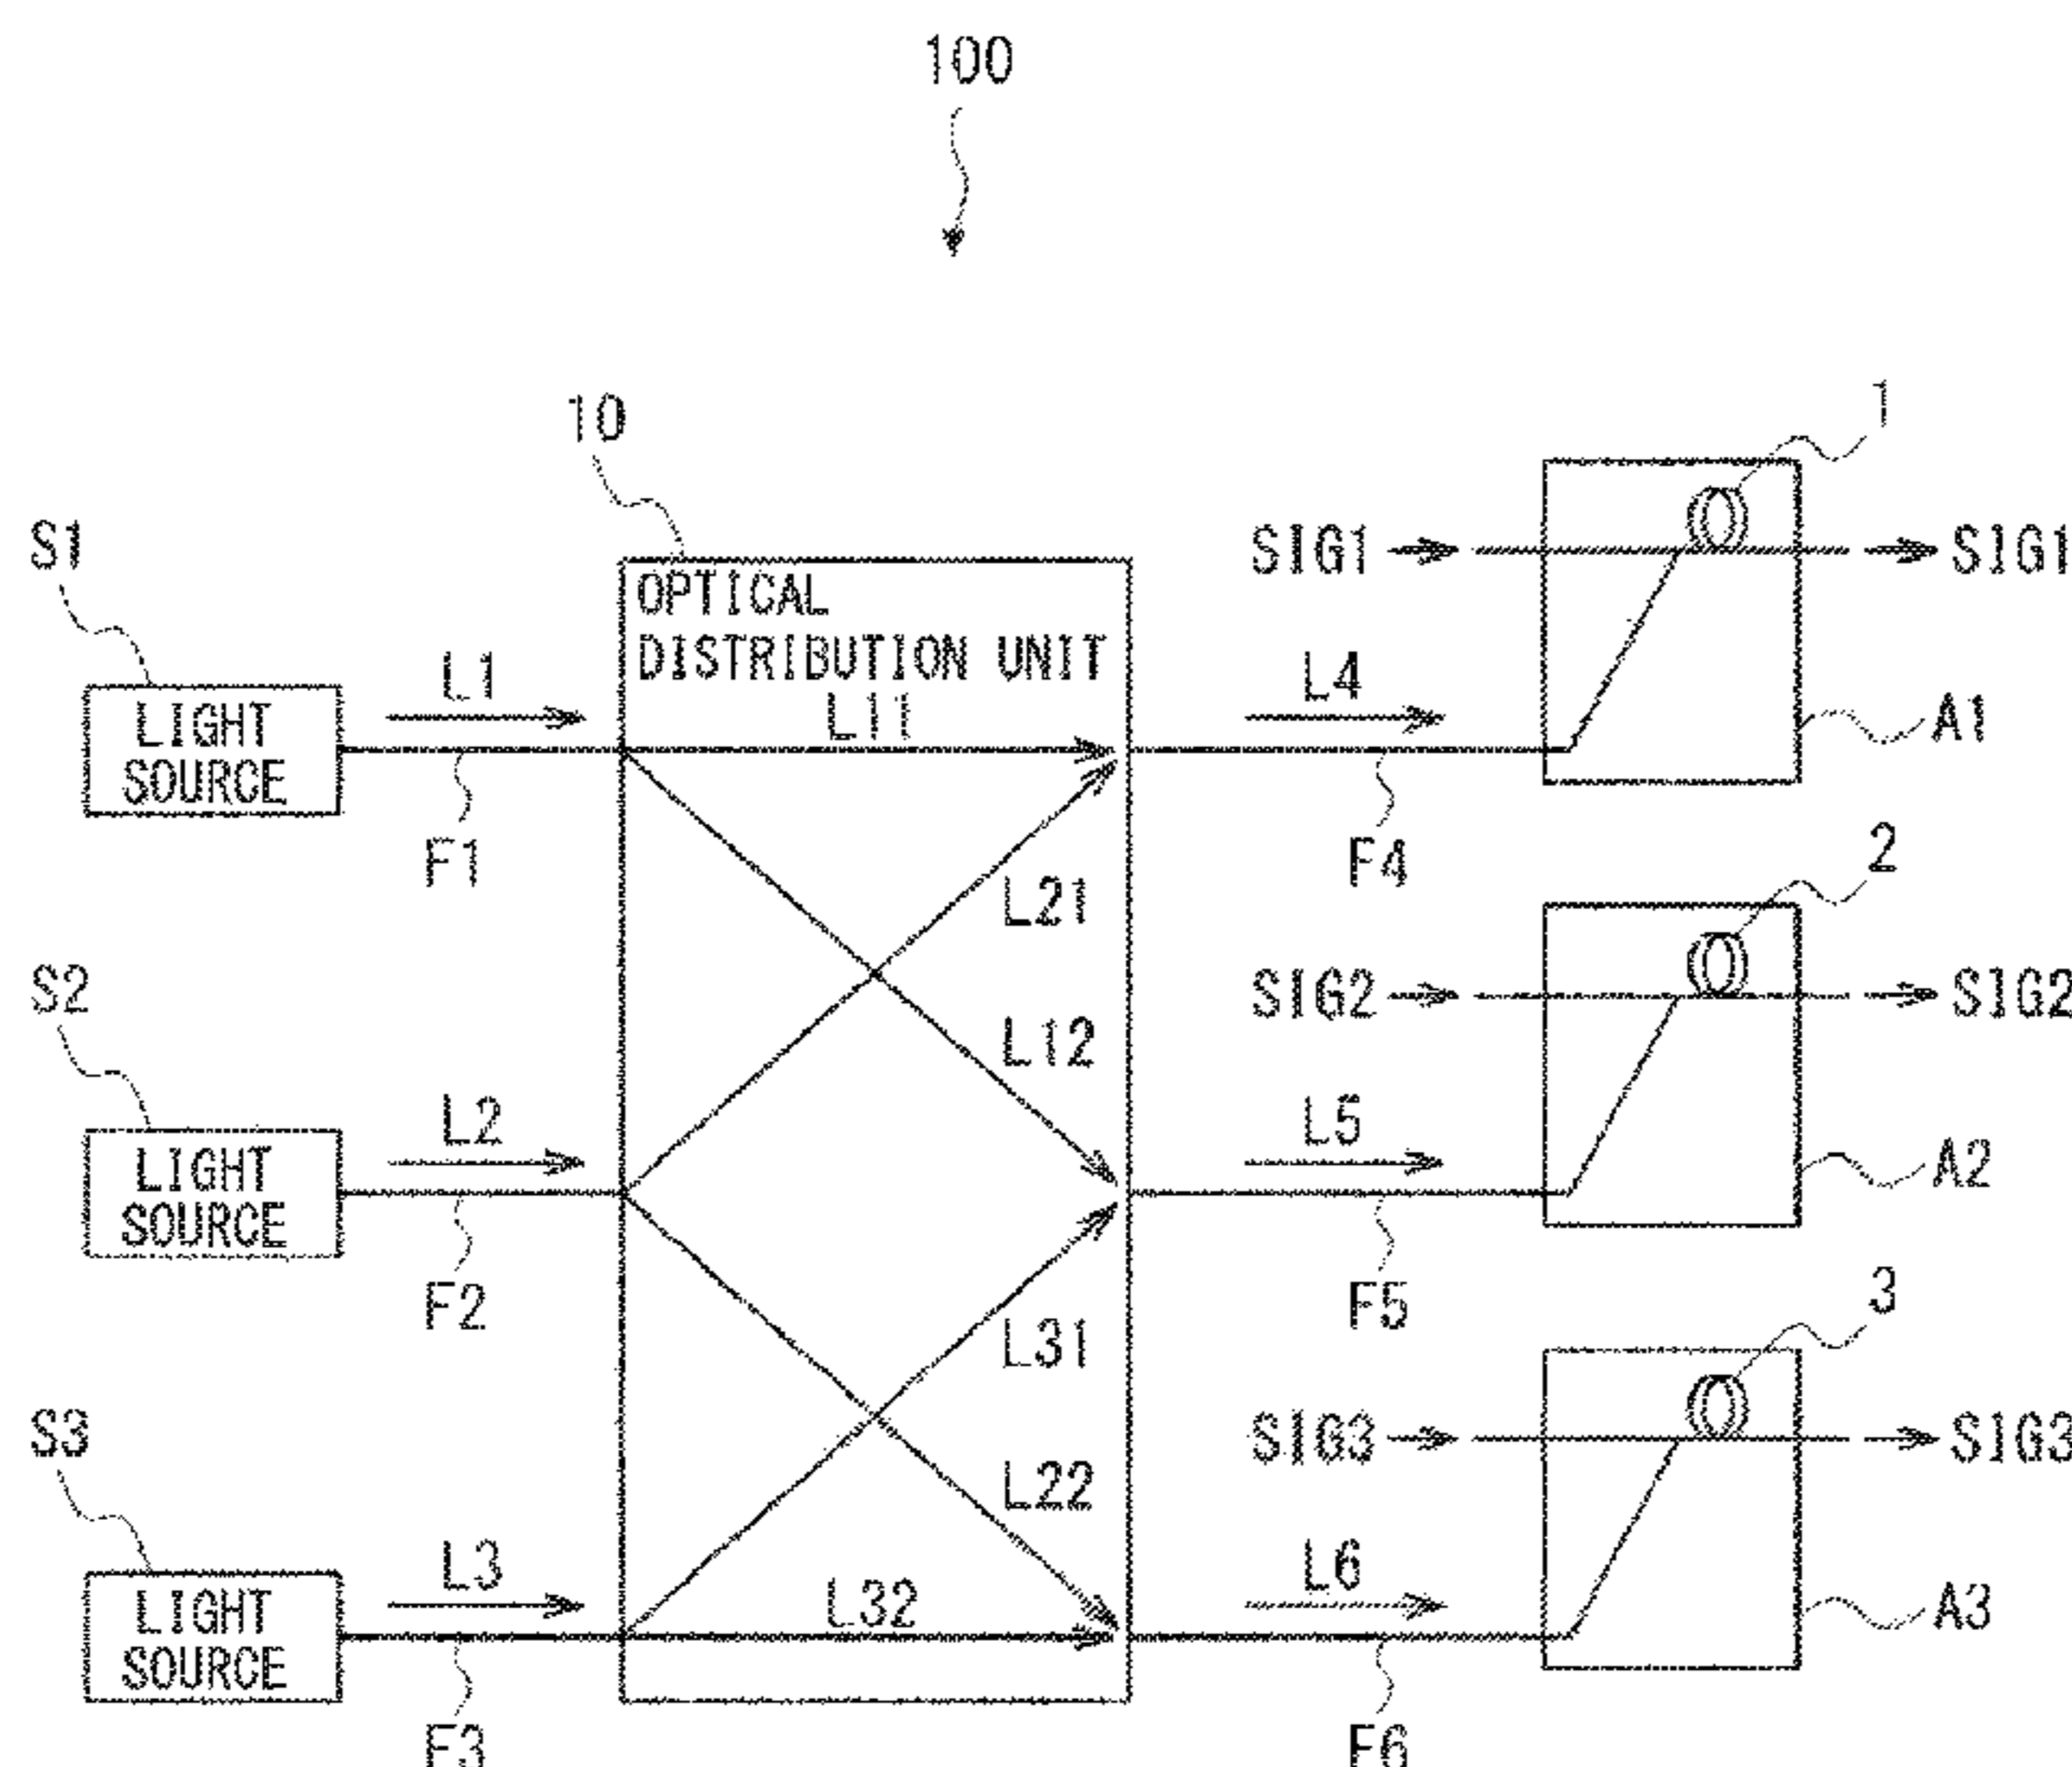 100
10
1
S1
SIG1
SIG1
OPTICAL
DISTRIBUTION UNIT
L1
L11
L4
A1
LIGHT
SOURCE
F1
F4
2
L21
S2
SIG2
SIG2
L12
L2
L5
A2
LIGHT
SOURCE
F2
F5
3
L31
S3
SIG3
SIG3
L22
L3
L32
L6
A3
LIGHT
SOURCE
F3
F6